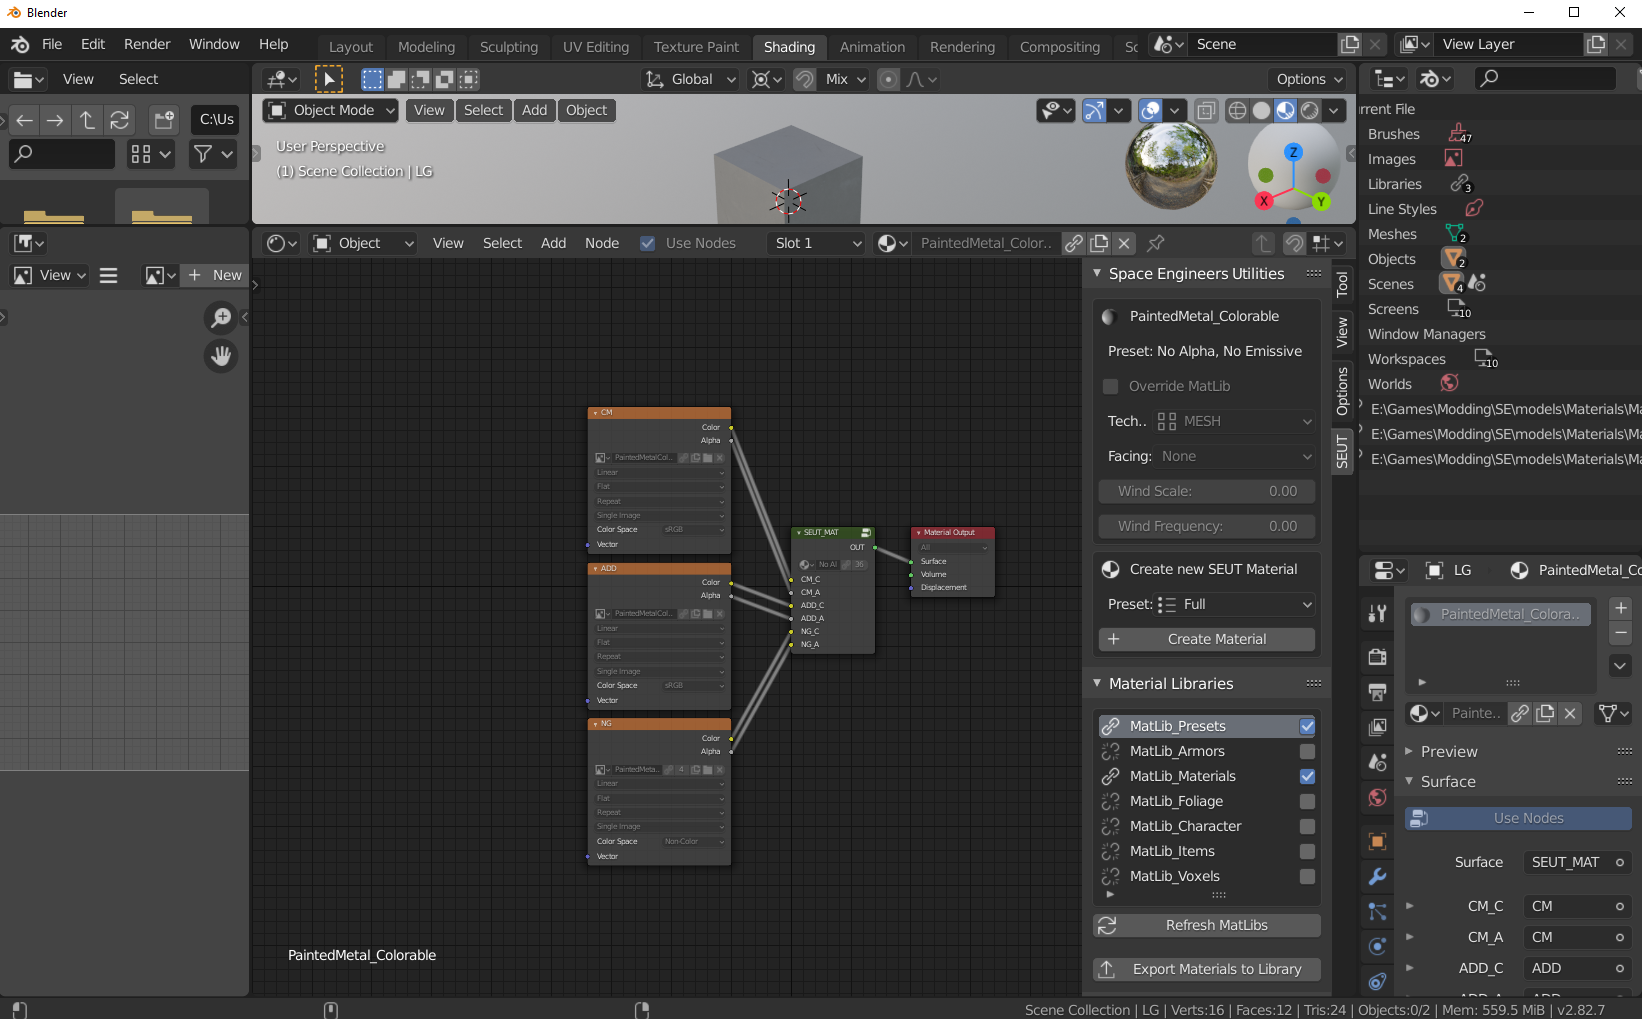 Blender
File Edit Render Window Help Layout Modeling Sculpting UV Editing Texture Paint Shading Animation Rendering Compositing Sc Scene View Layer
View Select Global Mix Options
C:\Us
Object Mode View Select Add Object
User Perspective
(1) Scene Collection | LG
Z
X
Y
rrent File
Brushes 47
Images
Libraries 3
Line Styles
Meshes 2
Objects 2
Scenes 4
Screens 10
Window Managers
Workspaces 10
Worlds
E:\Games\Modding\SE\models\Materials\Ma
E:\Games\Modding\SE\models\Materials\Ma
E:\Games\Modding\SE\models\Materials\Ma
View New
Object View Select Add Node Use Nodes Slot 1 PaintedMetal_Color..
CM
Color
Alpha
PaintedMetalCol..
Linear
Flat
Repeat
Single Image
Color Space sRGB
Vector
ADD
Color
Alpha
PaintedMetalCol..
Linear
Flat
Repeat
Single Image
Color Space sRGB
Vector
NG
Color
Alpha
PaintedMeta.. 4
Linear
Flat
Repeat
Single Image
Color Space Non-Color
Vector
SEUT_MAT
OUT
No Al 36
CM_C
CM_A
ADD_C
ADD_A
NG_C
NG_A
Material Output
All
Surface
Volume
Displacement
PaintedMetal_Colorable
Space Engineers Utilities
PaintedMetal_Colorable
Preset: No Alpha, No Emissive
Override MatLib
Tech.. MESH
Facing: None
Wind Scale: 0.00
Wind Frequency: 0.00
Create new SEUT Material
Preset: Full
Create Material
Material Libraries
MatLib_Presets
MatLib_Armors
MatLib_Materials
MatLib_Foliage
MatLib_Character
MatLib_Items
MatLib_Voxels
Refresh MatLibs
Export Materials to Library
Tool
View
Options
SEUT
LG PaintedMetal_Co
PaintedMetal_Colora..
Painte..
Preview
Surface
Use Nodes
Surface SEUT_MAT
CM_C CM
CM_A CM
ADD_C ADD
ADD_A ADD
Scene Collection | LG | Verts:16 | Faces:12 | Tris:24 | Objects:0/2 | Mem: 559.5 MiB | v2.82.7